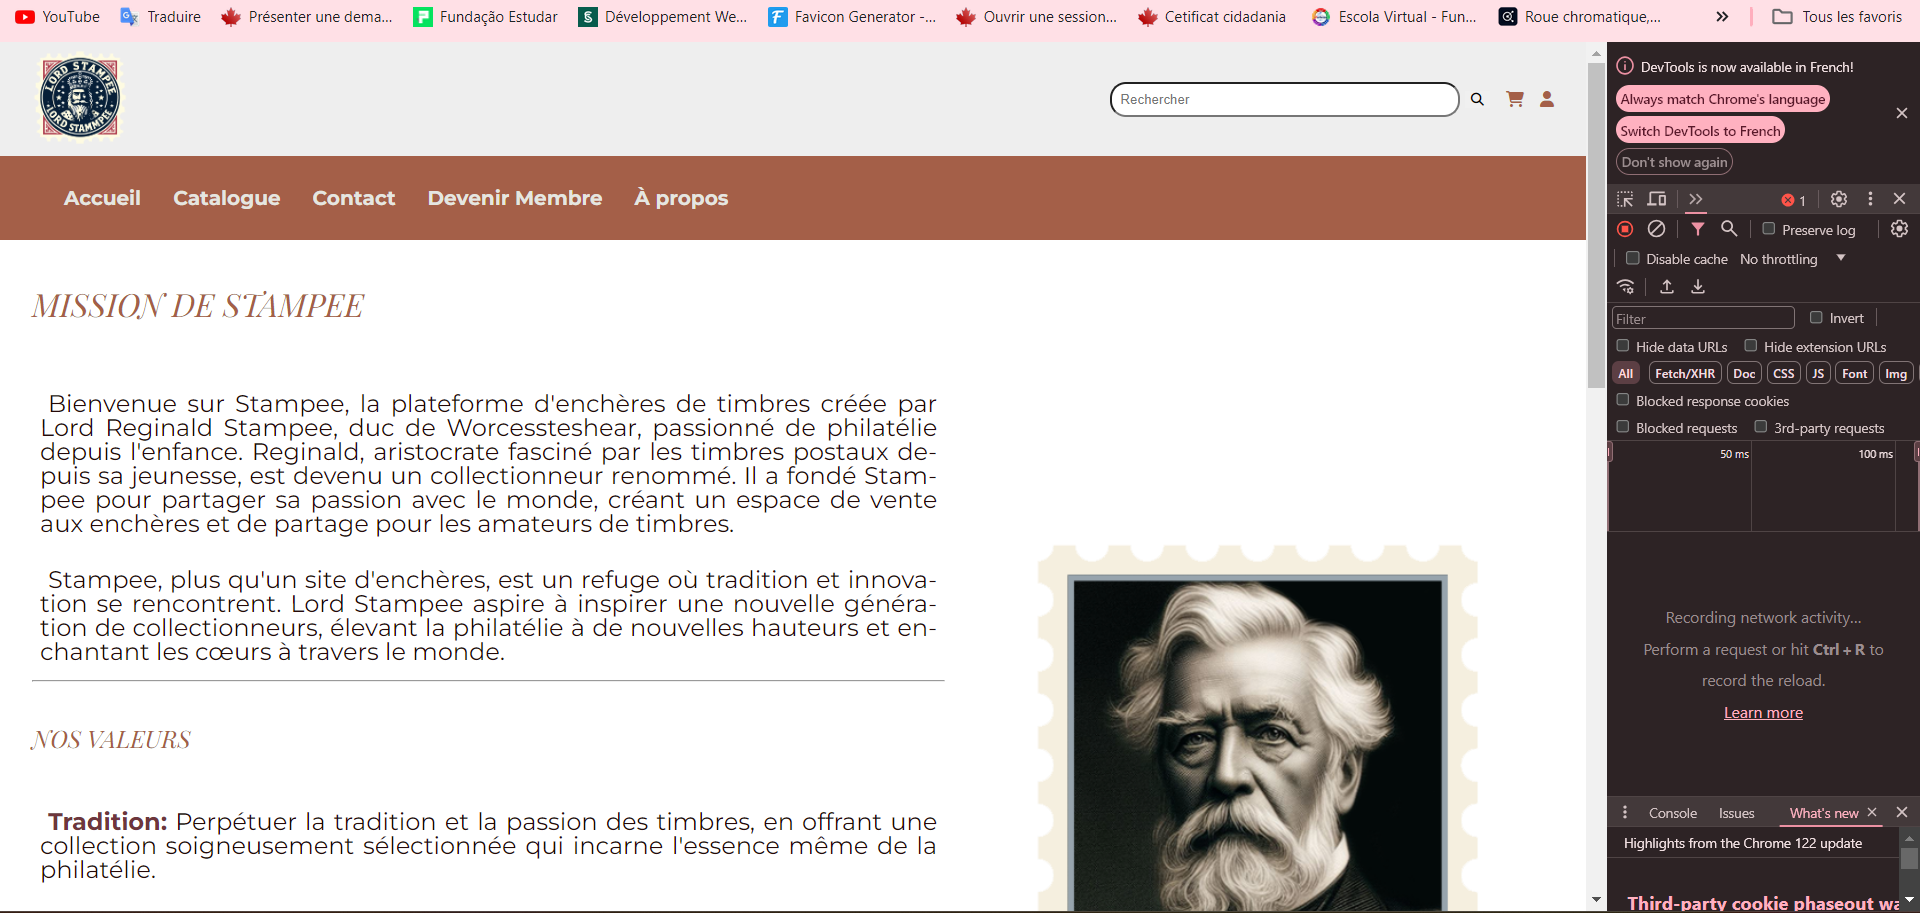 YouTube
Traduire
Présenter une dema...
Fundação Estudar
Développement We...
Favicon Generator -...
Ouvrir une session...
Cetificat cidadania
Escola Virtual - Fun...
Roue chromatique,...
Tous les favoris
LORD STAMPEE
LORD STAMMPEE
Rechercher
Accueil Catalogue Contact Devenir Membre À propos
MISSION DE STAMPEE
Bienvenue sur Stampee, la plateforme d'enchères de timbres créée par
Lord Reginald Stampee, duc de Worcessteshear, passionné de philatélie
depuis l'enfance. Reginald, aristocrate fasciné par les timbres postaux de-
puis sa jeunesse, est devenu un collectionneur renommé. Il a fondé Stam-
pee pour partager sa passion avec le monde, créant un espace de vente
aux enchères et de partage pour les amateurs de timbres.
Stampee, plus qu'un site d'enchères, est un refuge où tradition et innova-
tion se rencontrent. Lord Stampee aspire à inspirer une nouvelle généra-
tion de collectionneurs, élevant la philatélie à de nouvelles hauteurs et en-
chantant les cœurs à travers le monde.
NOS VALEURS
Tradition: Perpétuer la tradition et la passion des timbres, en offrant une
collection soigneusement sélectionnée qui incarne l'essence même de la
philatélie.
DevTools is now available in French!
Always match Chrome's language
Switch DevTools to French
Don't show again
1
Preserve log
Disable cache No throttling
Filter
Invert
Hide data URLs Hide extension URLs
All Fetch/XHR Doc CSS JS Font Img
Blocked response cookies
Blocked requests 3rd-party requests
50 ms 100 ms
Recording network activity...
Perform a request or hit Ctrl + R to
record the reload.
Learn more
Console Issues What's new
Highlights from the Chrome 122 update
Third-party cookie phaseout wa